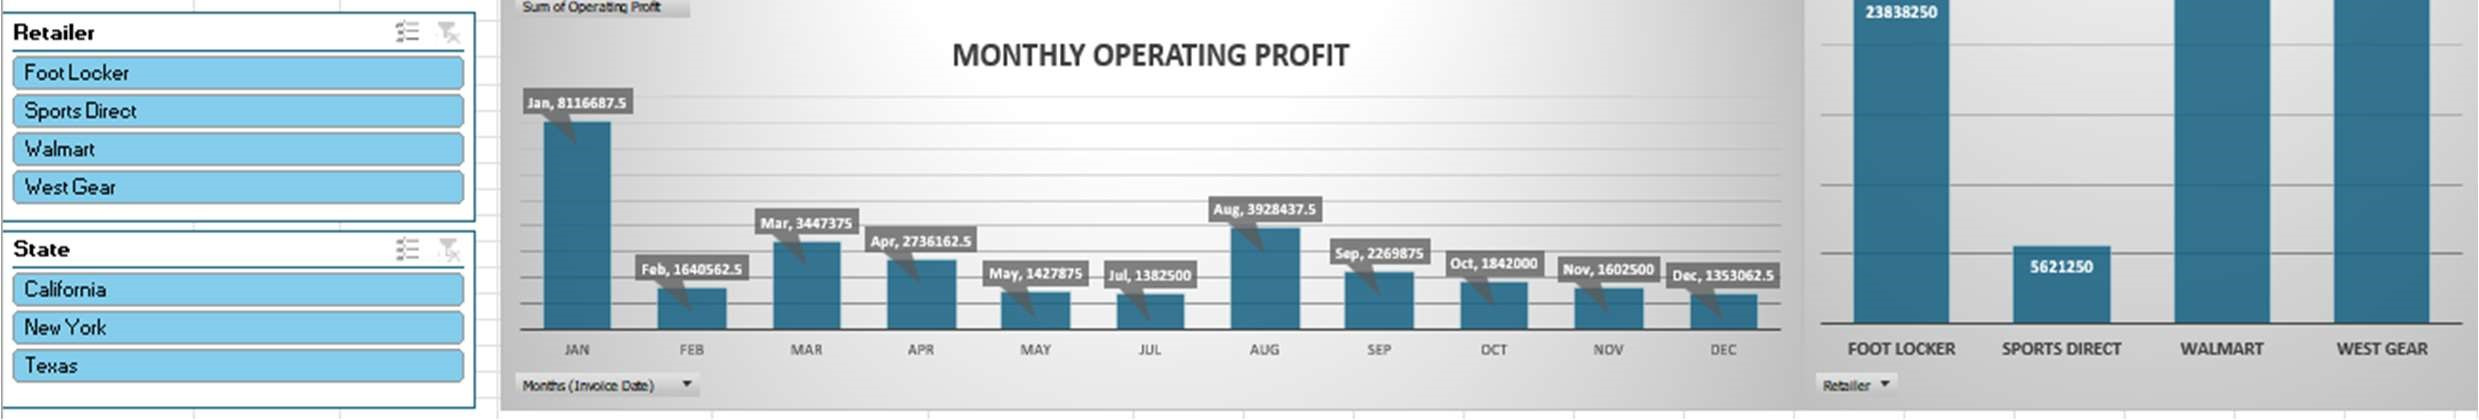 Retailer
Foot Locker
Sports Direct
Walmart
West Gear
State
California
New York
Texas
Sum of Operating Profit
MONTHLY OPERATING PROFIT
Jan, 8116687.5
Feb, 1640562.5
Mar, 3447375
Apr, 2736162.5
May, 1427875
Jul, 1382500
Aug, 3928437.5
Sep, 2269875
Oct, 1842000
Nov, 1602500
Dec, 1353062.5
JAN FEB MAR APR MAY JUL AUG SEP OCT NOV DEC
Months (Invoice Date)
23838250
5621250
FOOT LOCKER SPORTS DIRECT WALMART WEST GEAR
Retailer